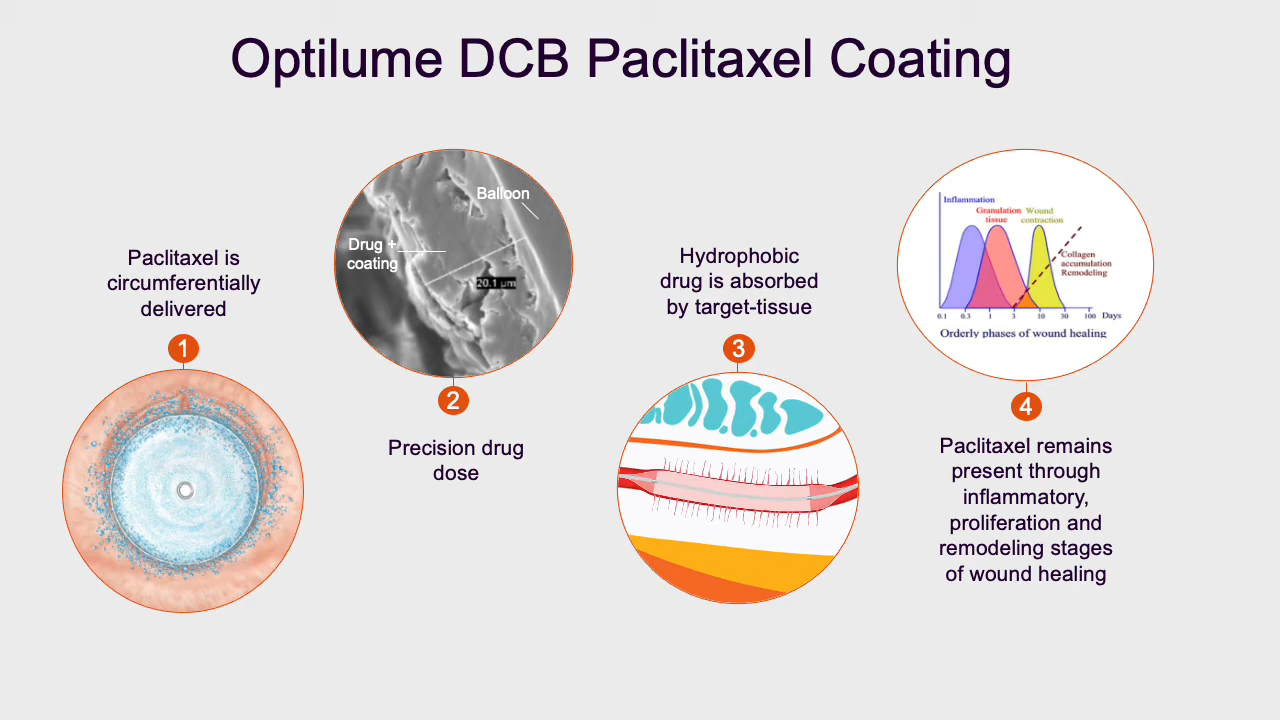 Optilume DCB Paclitaxel Coating
Paclitaxel is
circumferentially
delivered
1
Balloon
Drug +
coating
20.1 µm
2
Precision drug
dose
Hydrophobic
drug is absorbed
by target-tissue
3
Inflammation
Granulation
tissue
Wound
contraction
Collagen
accumulation
Remodeling
0.1 0.3 1 3 10 30 100 Days
Orderly phases of wound healing
4
Paclitaxel remains
present through
inflammatory,
proliferation and
remodeling stages
of wound healing